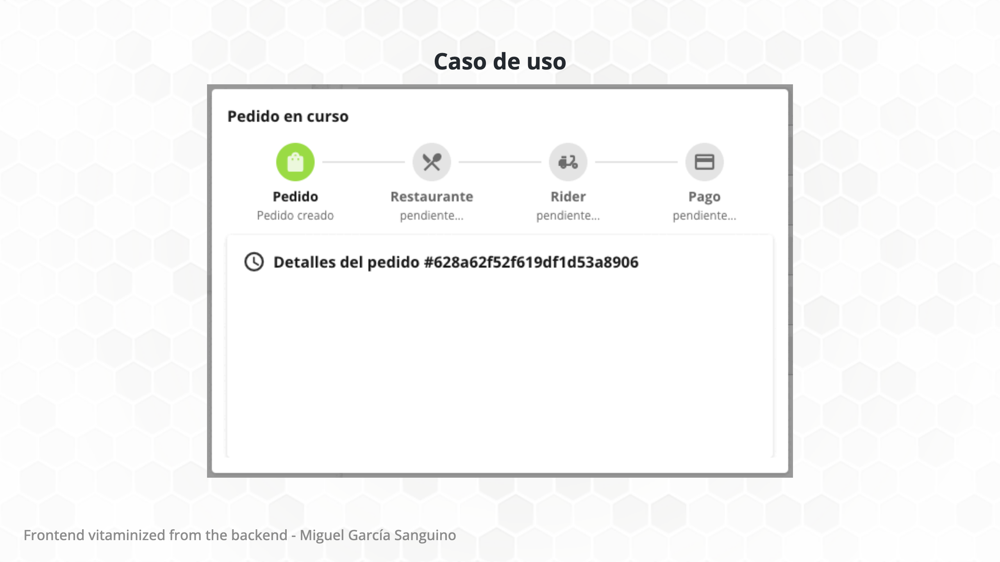 Caso de uso
Pedido en curso
Pedido
Pedido creado
Restaurante
pendiente...
Rider
pendiente...
Pago
pendiente...
Detalles del pedido #628a62f52f619df1d53a8906
Frontend vitaminized from the backend - Miguel García Sanguino